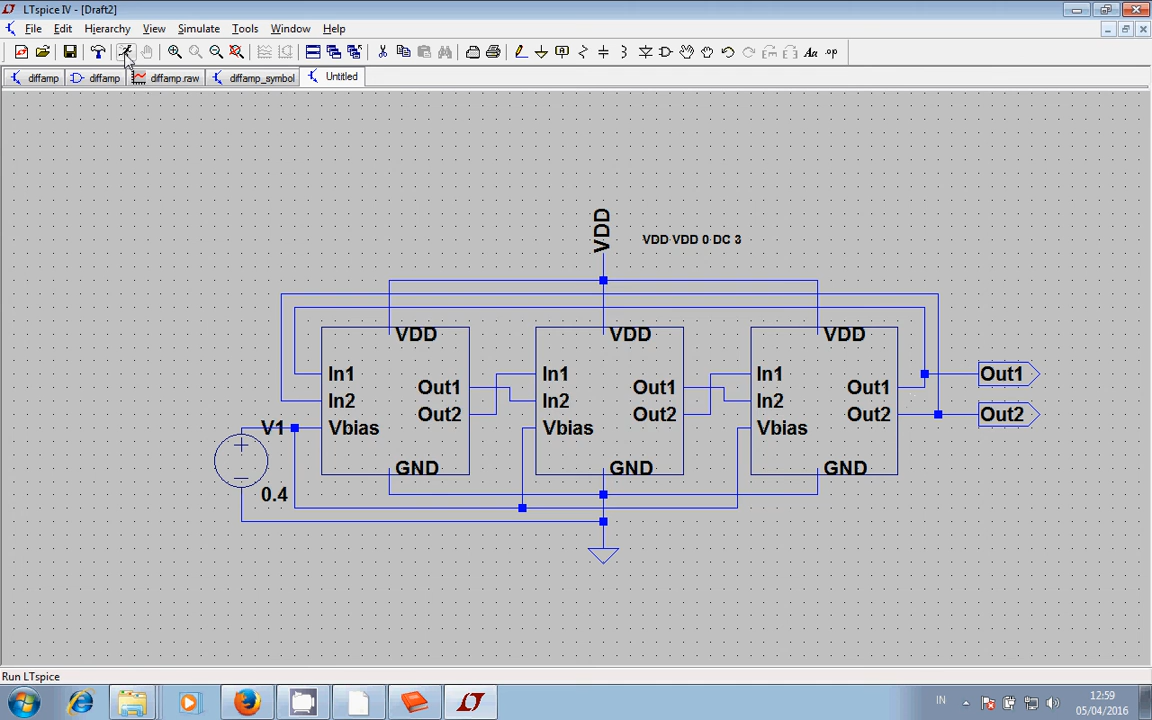 LTspice IV - [Draft2]
File Edit Hierarchy View Simulate Tools Window Help
Aa .op
diffamp diffamp diffamp.raw diffamp_symbol Untitled
VDD
VDD VDD 0 DC 3
VDD VDD VDD
In1 In1 In1 Out1
Out1 Out1 Out1
In2 In2 In2
Out2 Out2 Out2 Out2
V1 Vbias Vbias Vbias
GND GND GND
0.4
Run LTspice
IN
12:59
05/04/2016